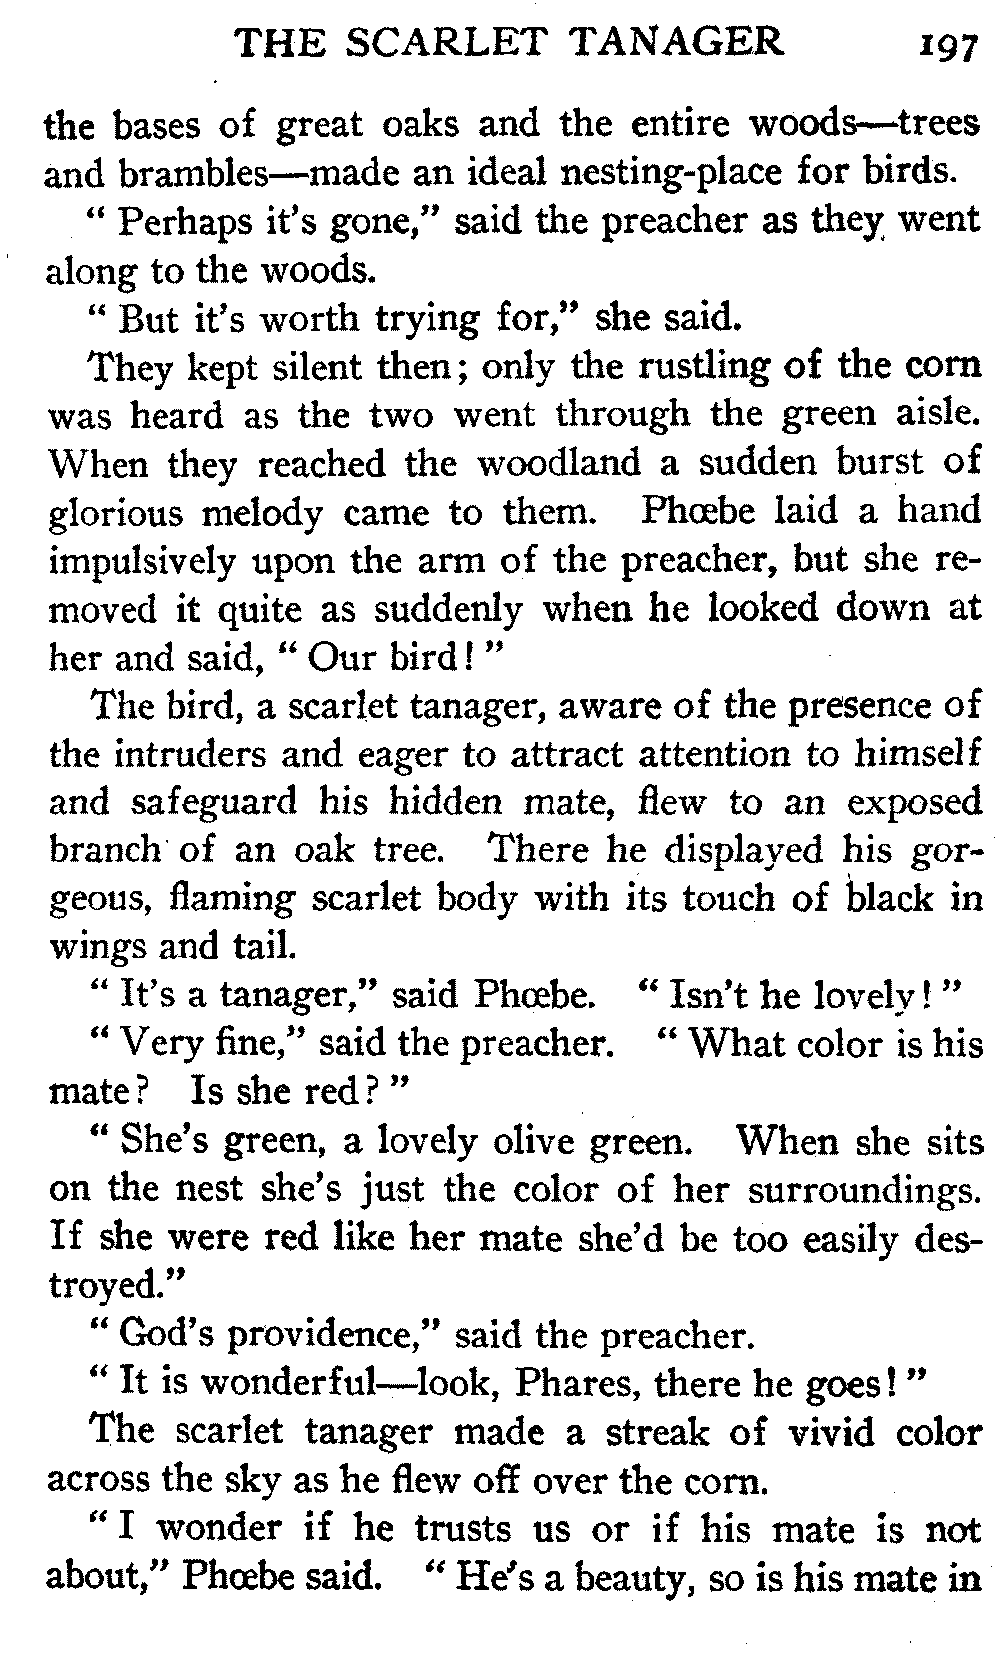 THE SCARLET TANAGER 197
the bases of great oaks and the entire woods—trees
and brambles—made an ideal nesting-place for birds.
" Perhaps it's gone," said the preacher as they went
along to the woods.
" But it's worth trying for," she said.
They kept silent then; only the rustling of the corn
was heard as the two went through the green aisle.
When they reached the woodland a sudden burst of
glorious melody came to them. Phœbe laid a hand
impulsively upon the arm of the preacher, but she re-
moved it quite as suddenly when he looked down at
her and said, " Our bird! "
The bird, a scarlet tanager, aware of the presence of
the intruders and eager to attract attention to himself
and safeguard his hidden mate, flew to an exposed
branch of an oak tree. There he displayed his gor-
geous, flaming scarlet body with its touch of black in
wings and tail.
" It's a tanager," said Phœbe. " Isn't he lovely! "
" Very fine," said the preacher. " What color is his
mate? Is she red? "
" She's green, a lovely olive green. When she sits
on the nest she's just the color of her surroundings.
If she were red like her mate she'd be too easily des-
troyed."
" God's providence," said the preacher.
" It is wonderful—look, Phares, there he goes! "
The scarlet tanager made a streak of vivid color
across the sky as he flew off over the corn.
" I wonder if he trusts us or if his mate is not
about," Phœbe said. " He's a beauty, so is his mate in